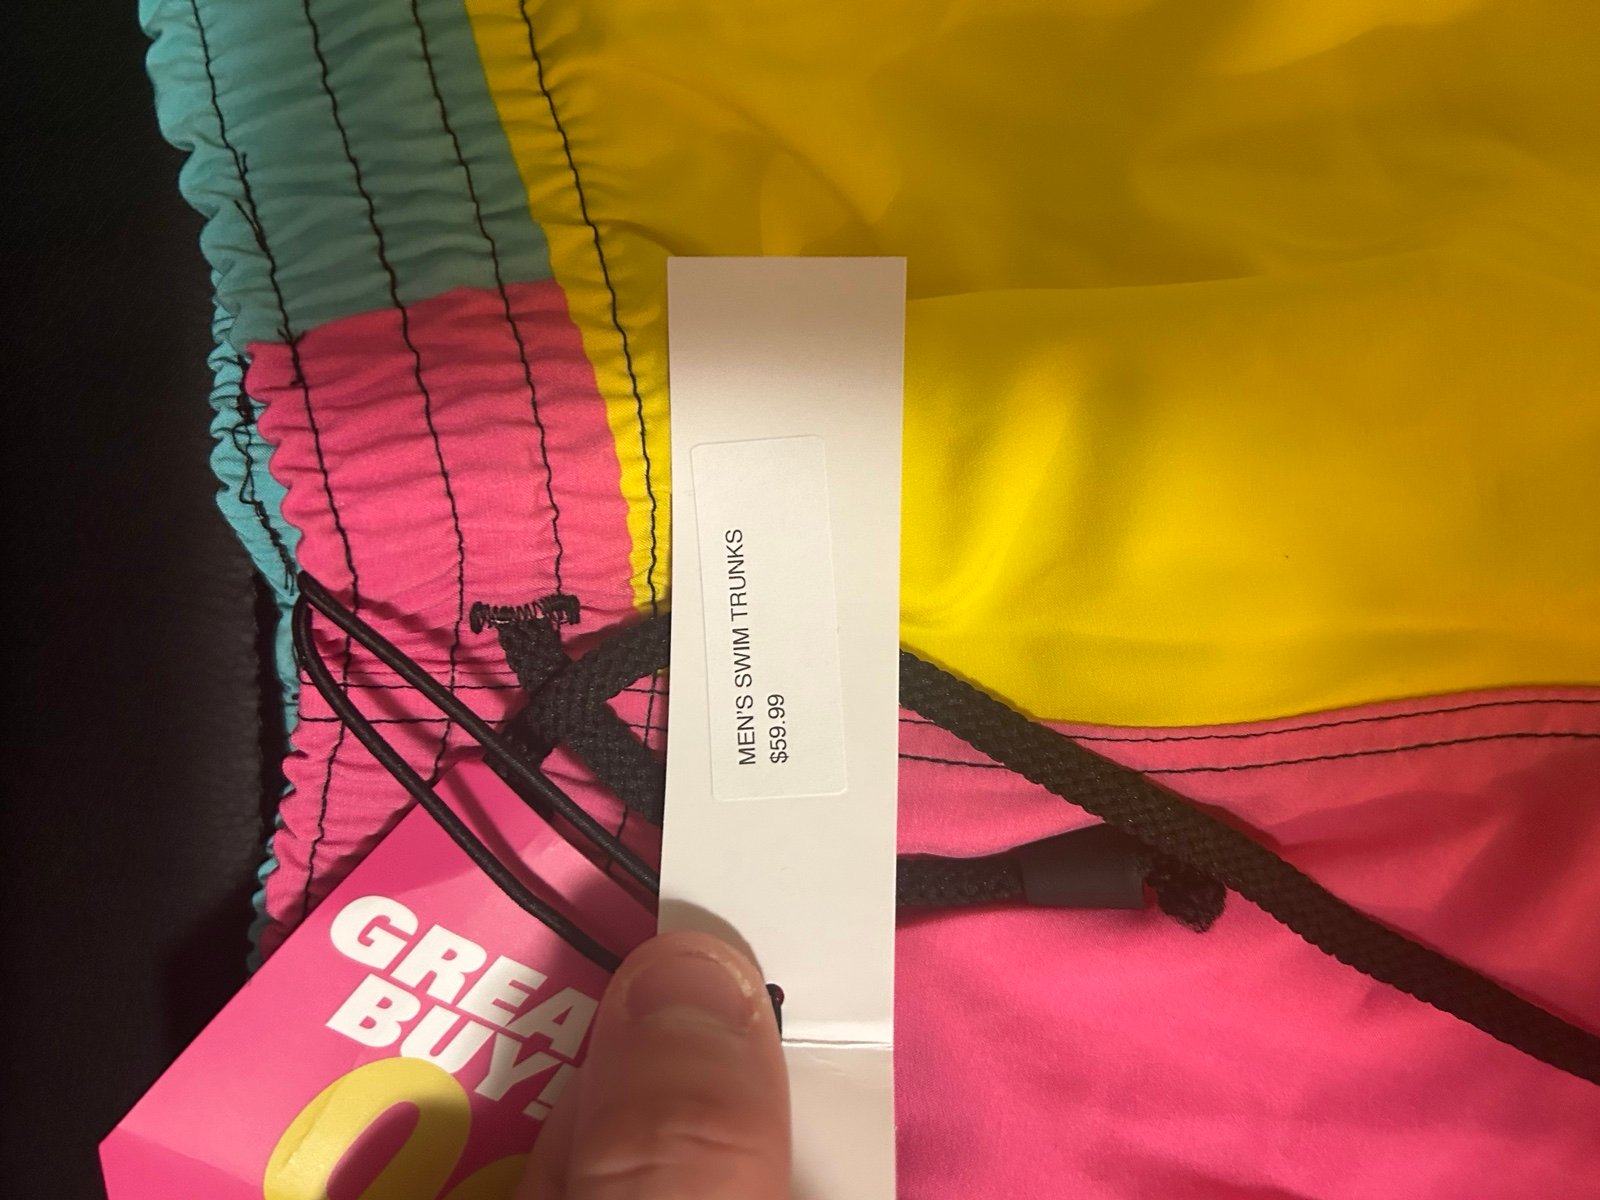 MEN'S SWIM TRUNKS
$59.99
GREA
BUY!